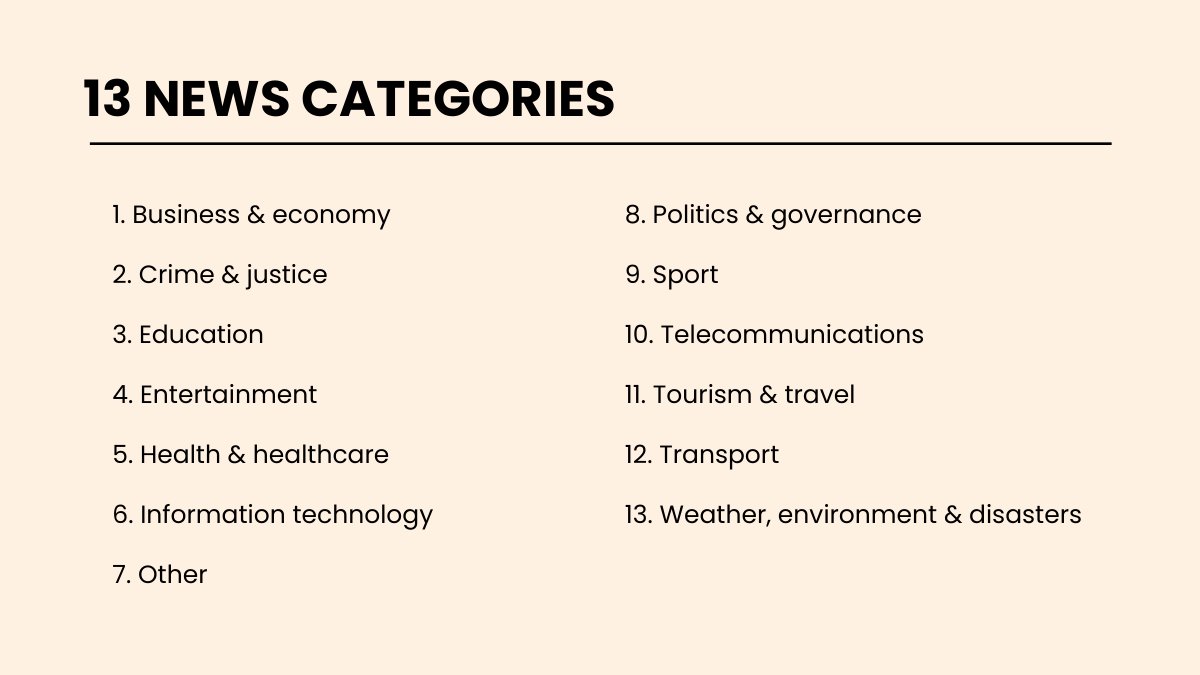 13 NEWS CATEGORIES
1. Business & economy
2. Crime & justice
3. Education
4. Entertainment
5. Health & healthcare
6. Information technology
7. Other
8. Politics & governance
9. Sport
10. Telecommunications
11. Tourism & travel
12. Transport
13. Weather, environment & disasters